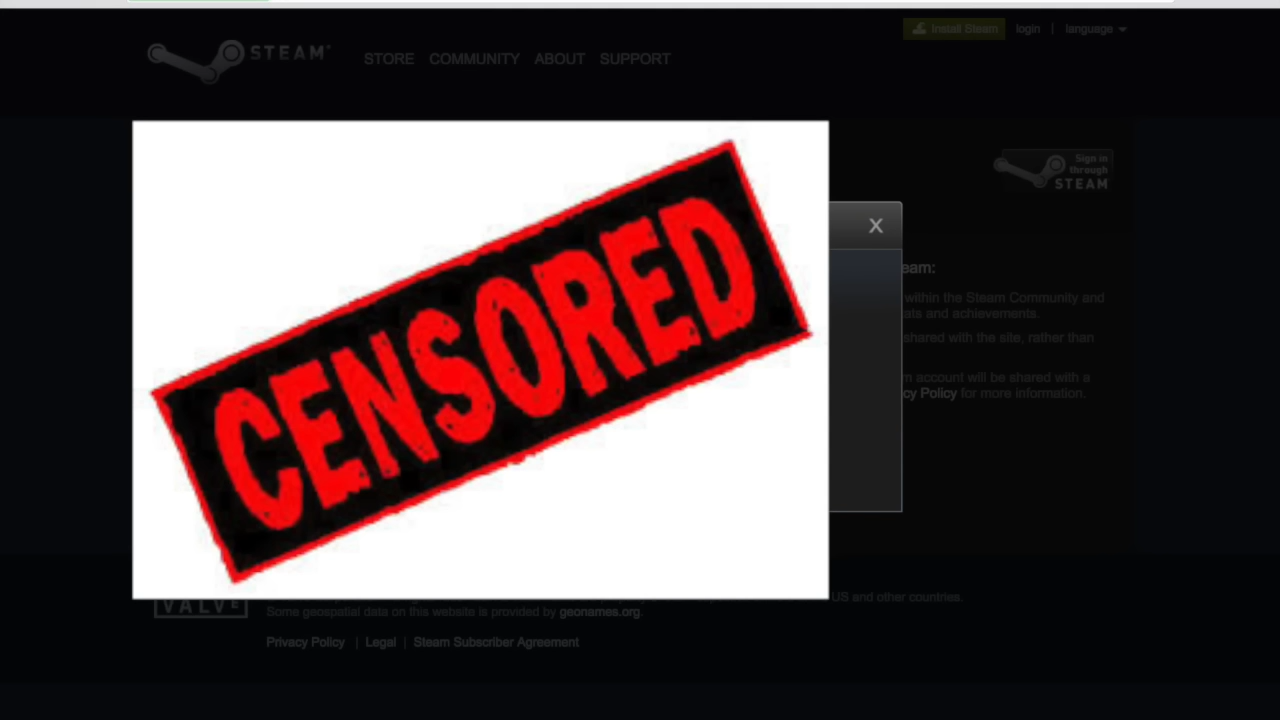 Install Steam login | language
STEAM STORE COMMUNITY ABOUT SUPPORT
Sign in
through
STEAM
CENSORED
X
eam:
within the Steam Community and
als and achievements.
shared with the site, rather than
m account will be shared with a
cy Policy for more information.
VALVE
US and other countries.
Some geospatial data on this website is provided by geonames.org.
Privacy Policy | Legal | Steam Subscriber Agreement